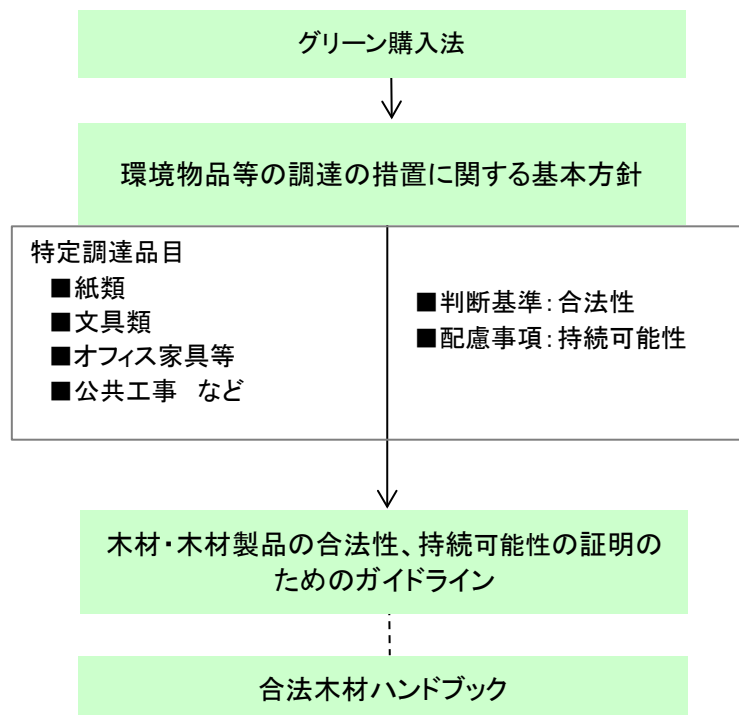 グリーン購入法
環境物品等の調達の措置に関する基本方針
特定調達品目
■紙類
■文具類
■オフィス家具等
■公共工事　など
■判断基準：合法性
■配慮事項：持続可能性
木材・木材製品の合法性、持続可能性の証明の
ためのガイドライン
合法木材ハンドブック